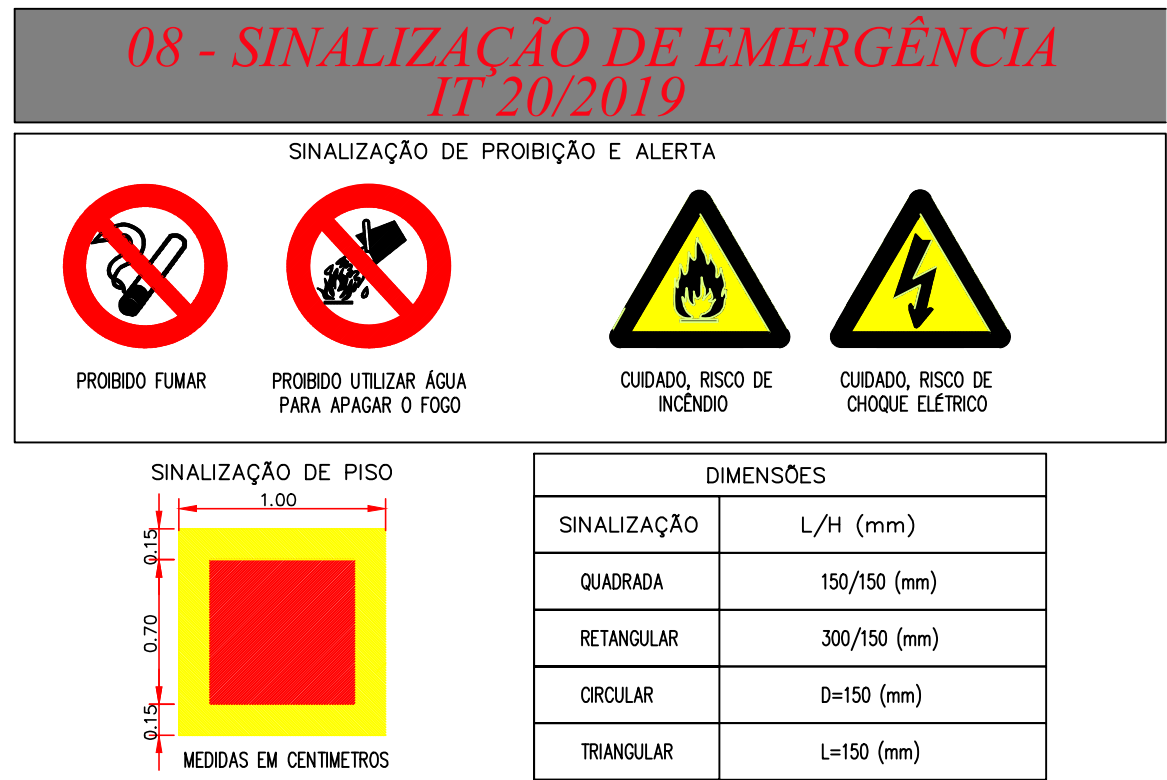 08 - SINALIZAÇÃO DE EMERGÊNCIA
IT 20/2019
SINALIZAÇÃO DE PROIBIÇÃO E ALERTA
PROIBIDO FUMAR
PROIBIDO UTILIZAR ÁGUA
PARA APAGAR O FOGO
CUIDADO, RISCO DE
INCÊNDIO
CUIDADO, RISCO DE
CHOQUE ELÉTRICO
SINALIZAÇÃO DE PISO
1.00
0.15
0.70
0.15
MEDIDAS EM CENTIMETROS
DIMENSÕES
SINALIZAÇÃO L/H (mm)
QUADRADA 150/150 (mm)
RETANGULAR 300/150 (mm)
CIRCULAR D=150 (mm)
TRIANGULAR L=150 (mm)